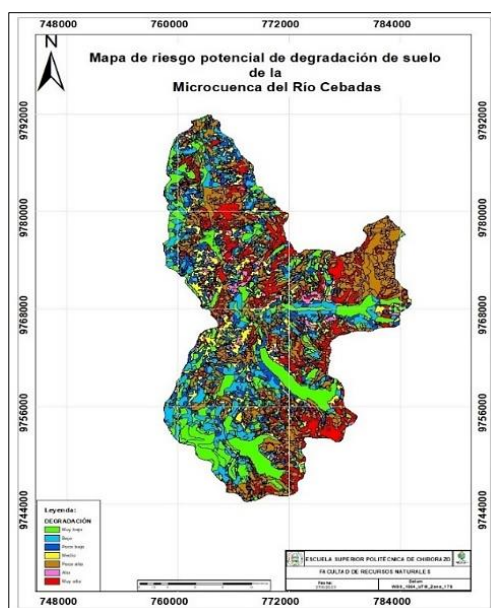 748000 760000 772000 784000
N
Mapa de riesgo potencial de degradación de suelo
de la
Microcuenca del Río Cebadas
9792000 9792000
9780000 9780000
9768000 9768000
9756000 9756000
9744000 9744000
Leyenda:
DEGRADACIÓN
Muy bajo
Bajo
Poco bajo
Medio
Poco alto
Alto
Muy alto
ESCUELA SUPERIOR POLITÉCNICA DE CHIBORAZO
FACULTAD DE RECURSOS NATURALES
Fecha: Datum
748000 760000 772000 784000